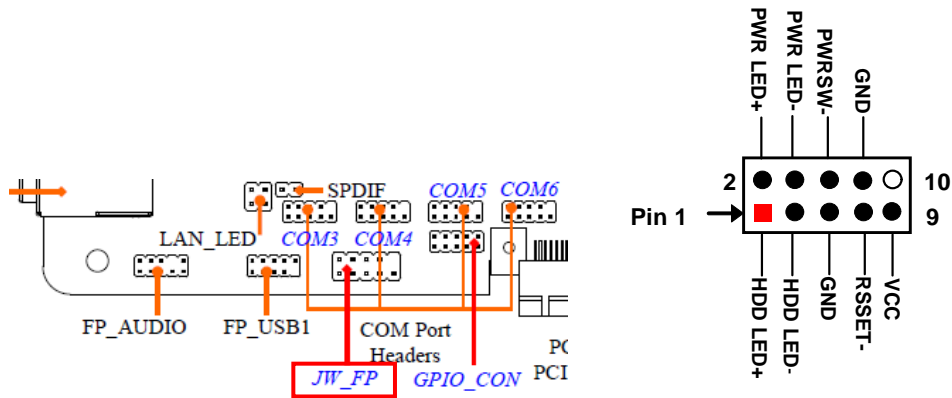 SPDIF
COM5
COM6
LAN_LED
COM3
COM4
FP_AUDIO
FP_USB1
COM Port
Headers
JW_FP
GPIO_CON
PCI
PWR LED+
PWR LED-
PWRSW-
GND
2
10
Pin 1
9
HDD LED+
HDD LED-
GND
RSSET-
VCC